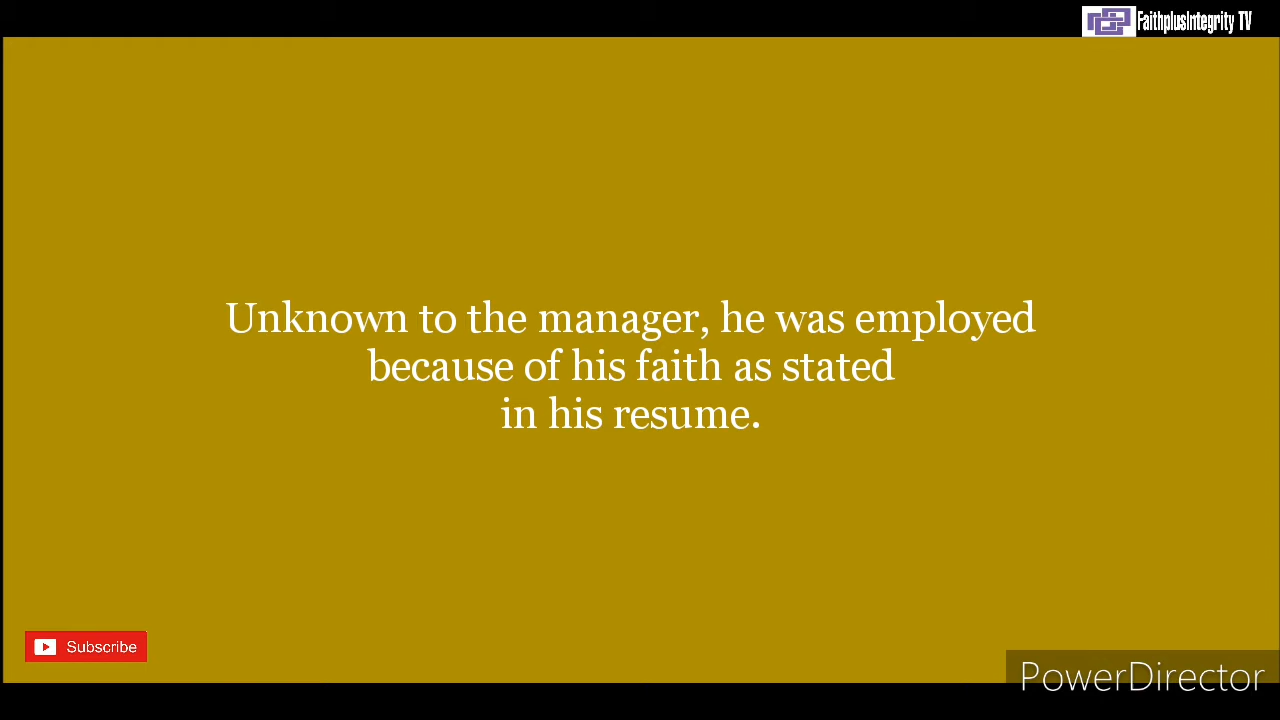 FaithplusIntegrity TV
Unknown to the manager, he was employed
because of his faith as stated
in his resume.
Subscribe
PowerDirector